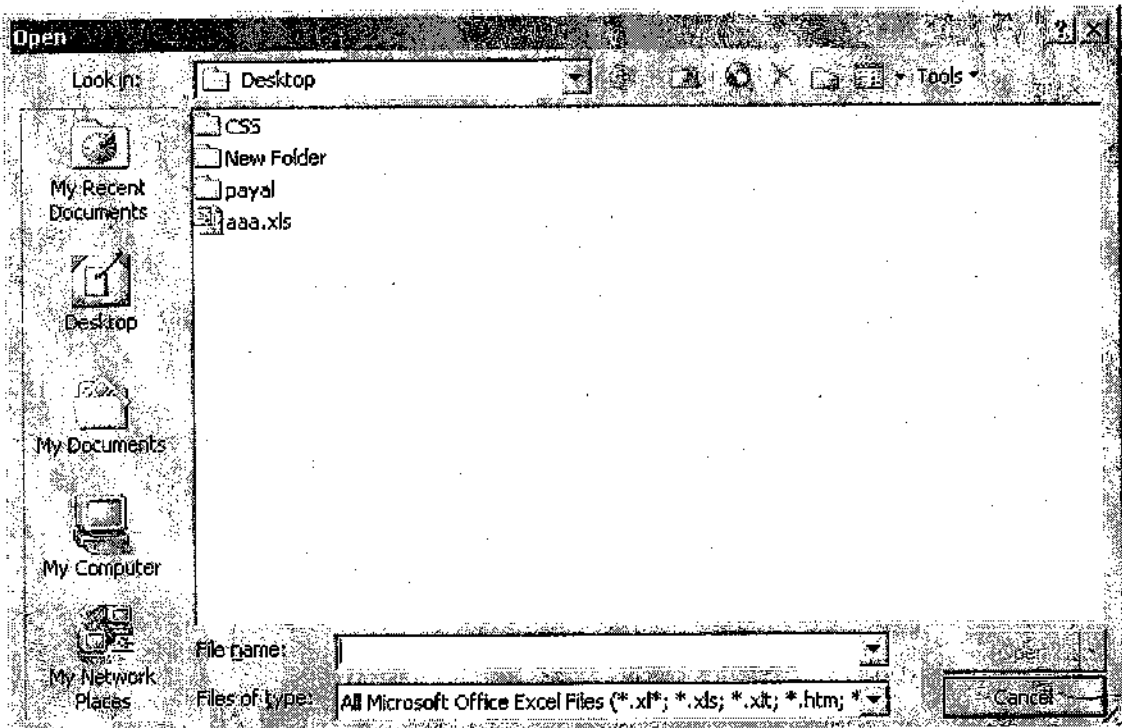 Open
Look in: Desktop Tools
CSS
New Folder
payal
aaa.xls
My Recent
Documents
Desktop
My Documents
My Computer
My Network
Places
File name:
Files of type: All Microsoft Office Excel Files (*.xl*; *.xls; *.xlt; *.htm; *
Open
Cancel